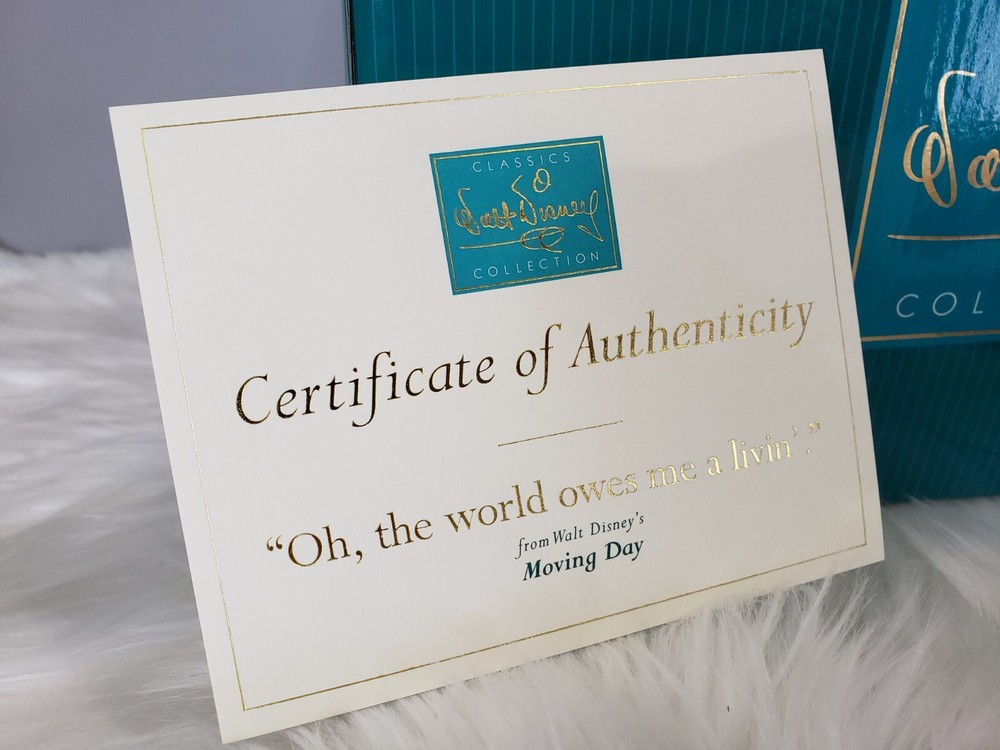 CLASSICS
Walt Disney
COLLECTION
Certificate of Authenticity
“Oh, the world owes me a livin’.”
from Walt Disney’s
Moving Day
COL